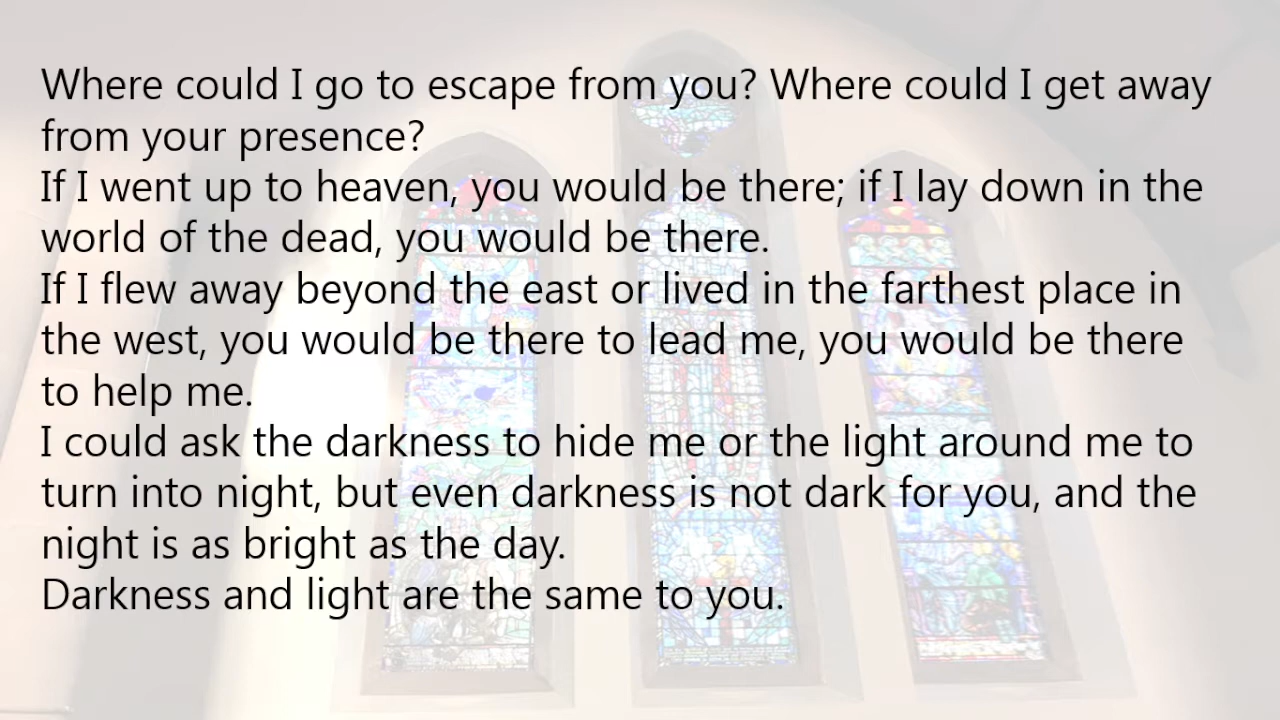 Where could I go to escape from you? Where could I get away
from your presence?
If I went up to heaven, you would be there; if I lay down in the
world of the dead, you would be there.
If I flew away beyond the east or lived in the farthest place in
the west, you would be there to lead me, you would be there
to help me.
I could ask the darkness to hide me or the light around me to
turn into night, but even darkness is not dark for you, and the
night is as bright as the day.
Darkness and light are the same to you.